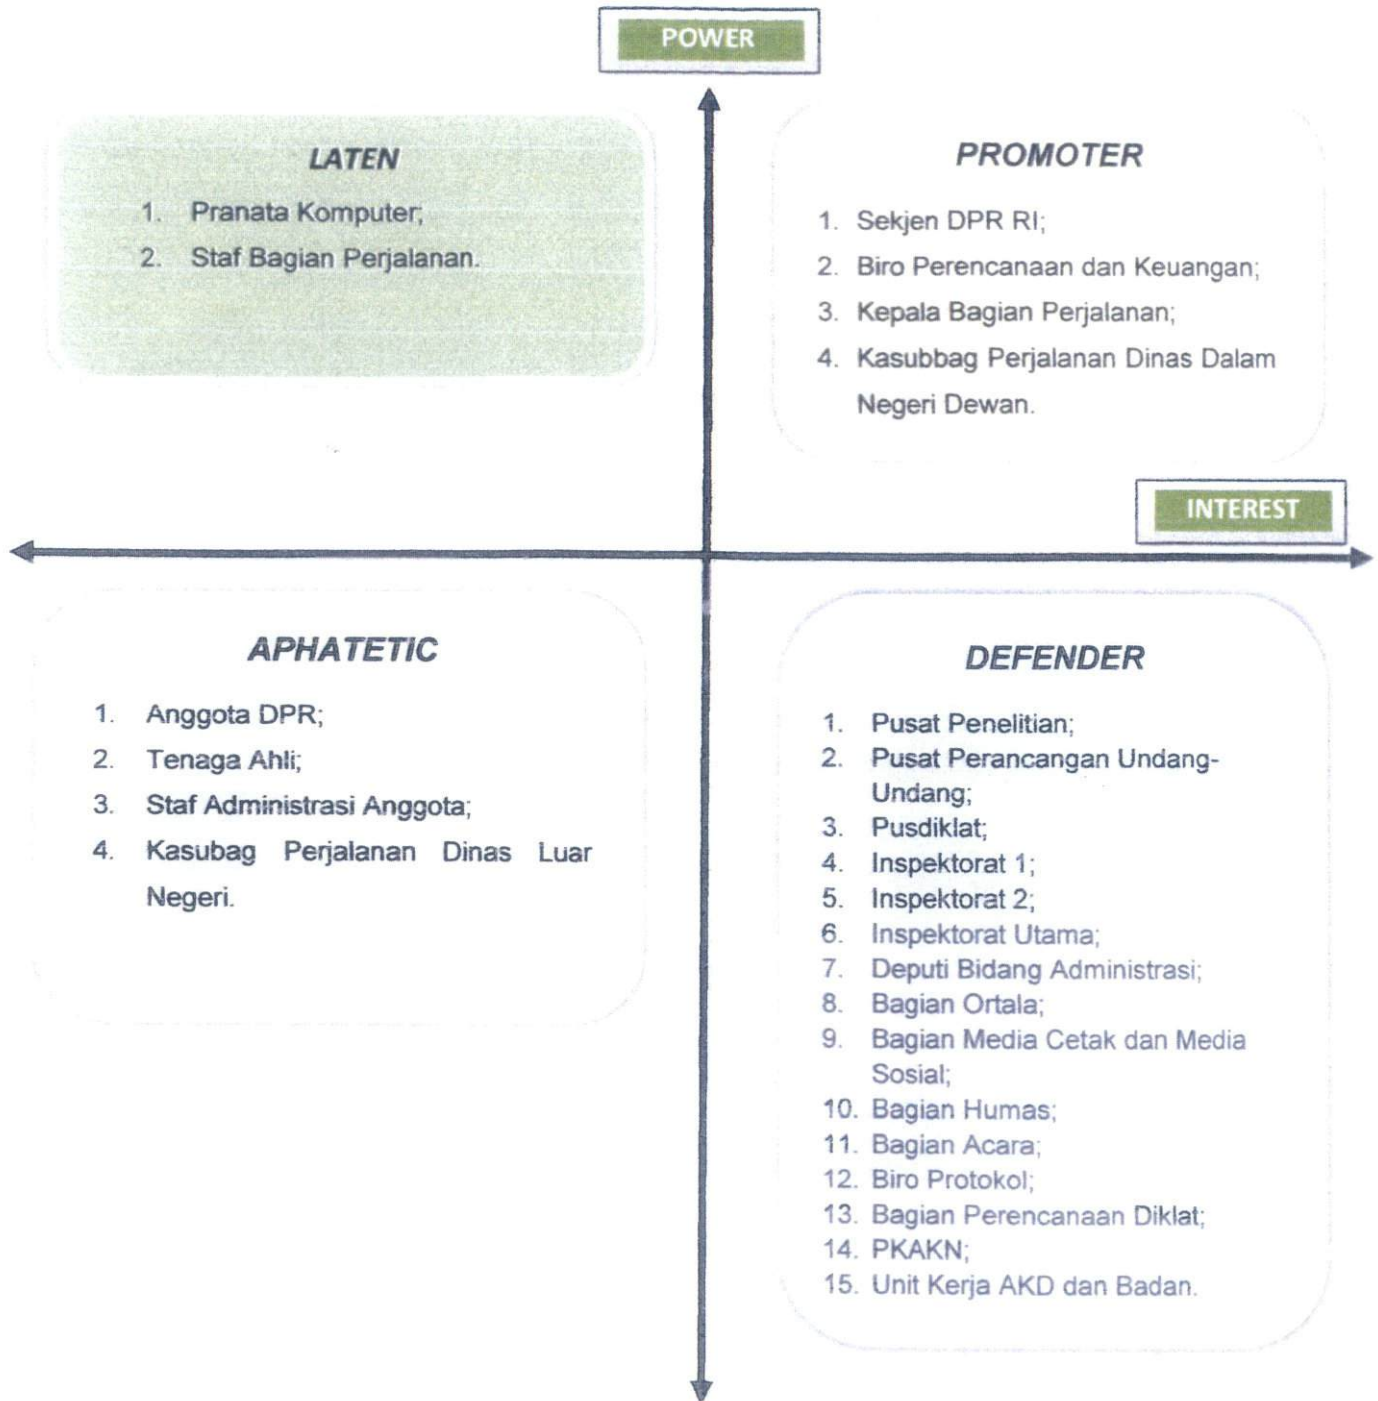 POWER
LATEN
1. Pranata Komputer;
2. Staf Bagian Perjalanan.
PROMOTER
1. Sekjen DPR RI;
2. Biro Perencanaan dan Keuangan;
3. Kepala Bagian Perjalanan;
4. Kasubbag Perjalanan Dinas Dalam
Negeri Dewan.
INTEREST
APHATETIC
1. Anggota DPR;
2. Tenaga Ahli;
3. Staf Administrasi Anggota;
4. Kasubag Perjalanan Dinas Luar
Negeri.
DEFENDER
1. Pusat Penelitian;
2. Pusat Perancangan Undang-
Undang;
3. Pusdiklat;
4. Inspektorat 1;
5. Inspektorat 2;
6. Inspektorat Utama;
7. Deputi Bidang Administrasi;
8. Bagian Ortala;
9. Bagian Media Cetak dan Media
Sosial;
10. Bagian Humas;
11. Bagian Acara;
12. Biro Protokol;
13. Bagian Perencanaan Diklat;
14. PKAKN;
15. Unit Kerja AKD dan Badan.